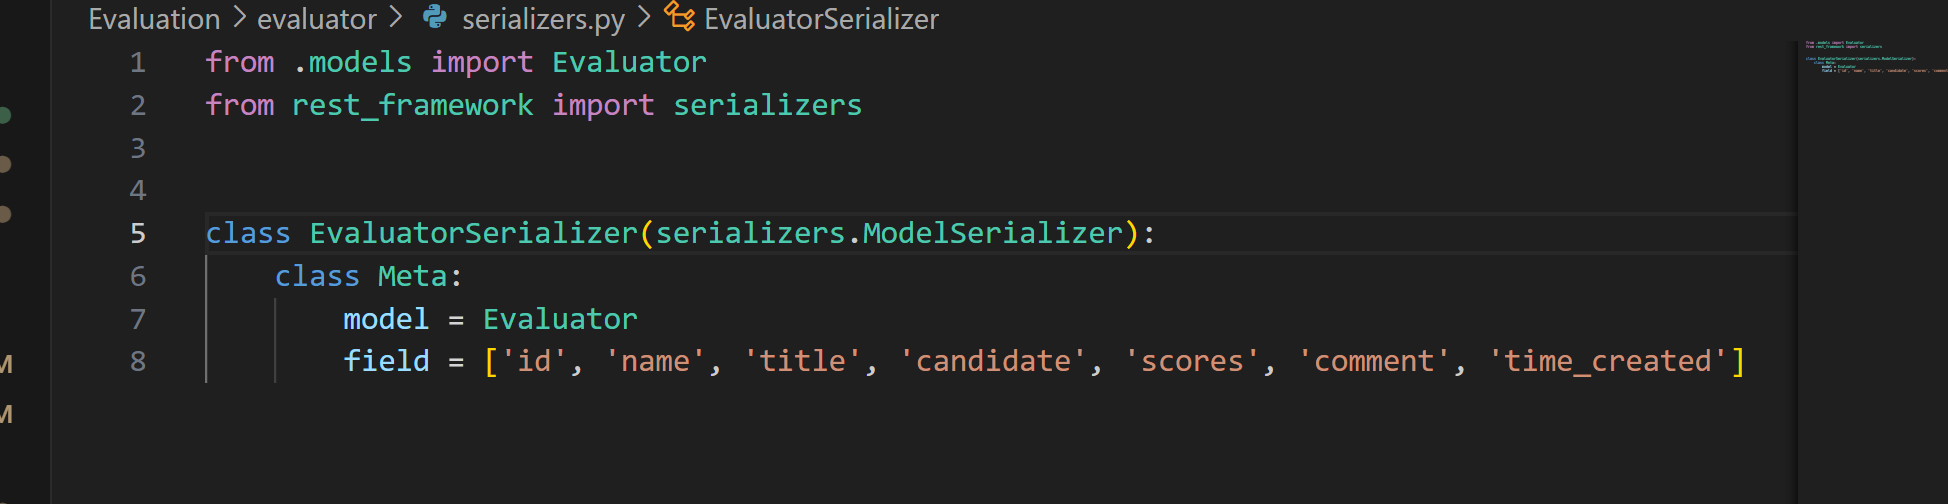 Evaluation > evaluator > serializers.py > EvaluatorSerializer
1 from .models import Evaluator
2 from rest_framework import serializers
3
4
5 class EvaluatorSerializer(serializers.ModelSerializer):
6     class Meta:
7         model = Evaluator
8         field = ['id', 'name', 'title', 'candidate', 'scores', 'comment', 'time_created']
M
M